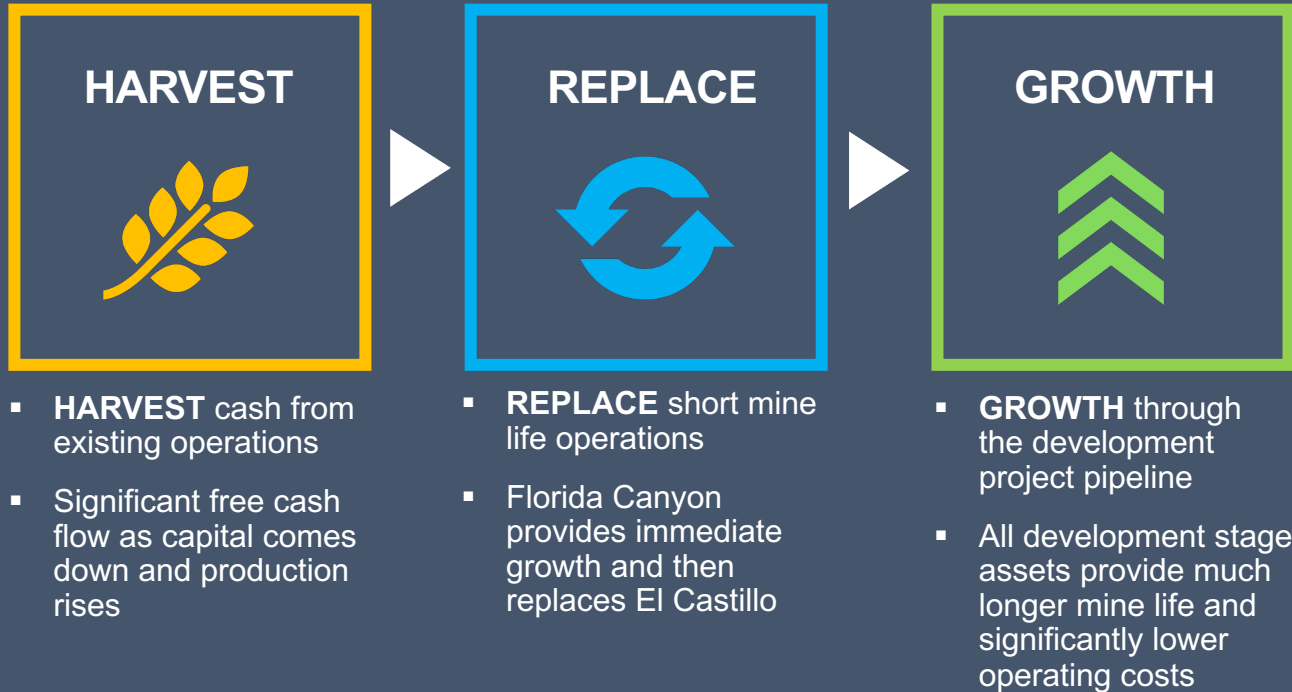 HARVEST
REPLACE
GROWTH
▪ HARVEST cash from
existing operations
▪ Significant free cash
flow as capital comes
down and production
rises
▪ REPLACE short mine
life operations
▪ Florida Canyon
provides immediate
growth and then
replaces El Castillo
▪ GROWTH through
the development
project pipeline
▪ All development stage
assets provide much
longer mine life and
significantly lower
operating costs